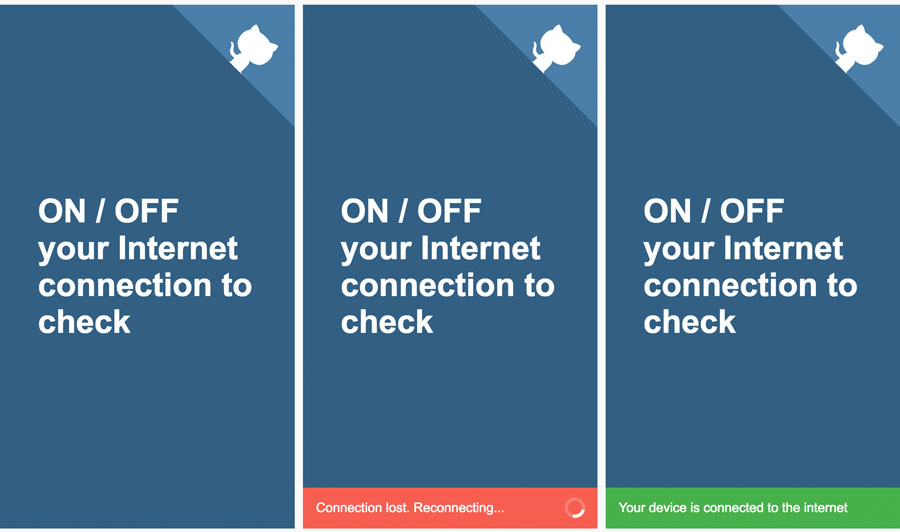 ON / OFF
your Internet
connection to
check
ON / OFF
your Internet
connection to
check
Connection lost. Reconnecting...
ON / OFF
your Internet
connection to
check
Your device is connected to the internet